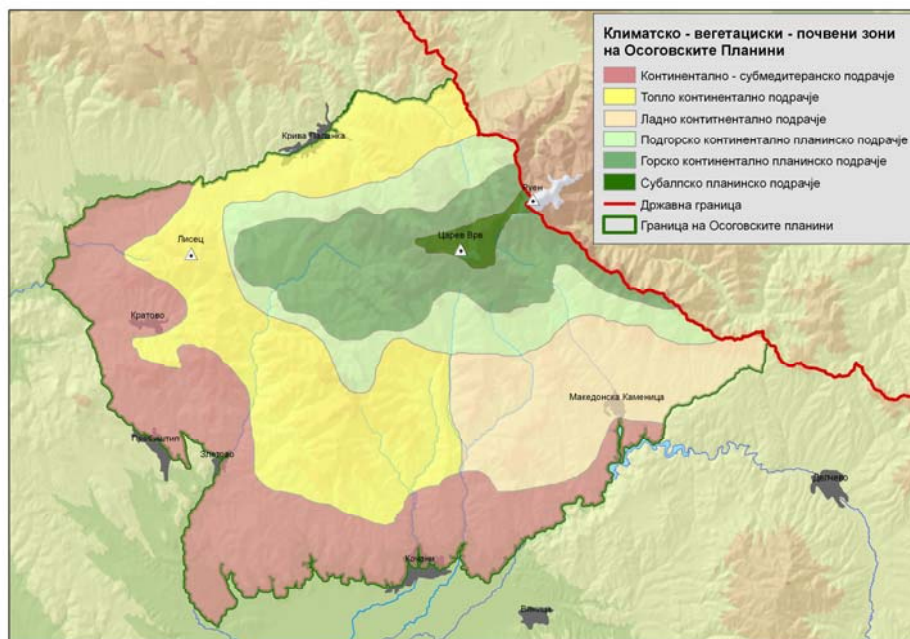 Климатско - вегетациски - почвени зони
на Осоговските Планини
Континентално - субмедитеранско подрачје
Топло континентално подрачје
Ладно контитнентално подрачје
Подгорско континентално планинско подрачје
Горско континентално планинско подрачје
Субалпско планинско подрачје
Државна граница
Граница на Осоговските планини
Крива Паланка
Руен
Царев Врв
Лисец
Кратово
Македонска Каменица
Пробиштип
Злетово
Делчево
Кочани
Виница